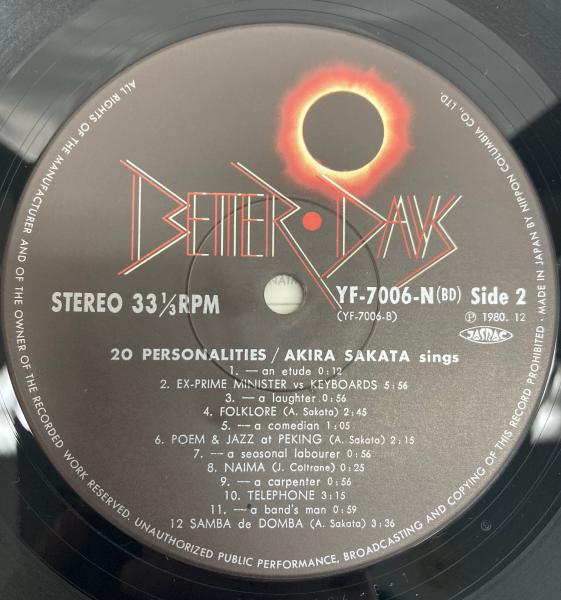 BETTER DAYS
STEREO 33 1/3 RPM
YF-7006-N(BD) Side 2
(YF-7006-B)
Ⓟ 1980. 12
JASRAC
20 PERSONALITIES / AKIRA SAKATA sings
1. — an etude 0:12
2. EX-PRIME MINISTER vs KEYBOARDS 5:56
3. — a laughter 0:56
4. FOLKLORE (A. Sakata) 2:45
5. — a comedian 1:05
6. POEM & JAZZ at PEKING (A. Sakata) 2:15
7. — a seasonal labourer 0:56
8. NAIMA (J. Coltrane) 0:25
9. — a carpenter 0:56
10. TELEPHONE 3:15
11. — a band's man 0:59
12 SAMBA de DOMBA (A. Sakata) 3:36
ALL RIGHTS OF THE MANUFACTURER AND OF THE OWNER OF THE RECORDED WORK RESERVED. UNAUTHORIZED PUBLIC PERFORMANCE, BROADCASTING AND COPYING OF THIS RECORD PROHIBITED · MADE IN JAPAN BY NIPPON COLUMBIA CO., LTD.